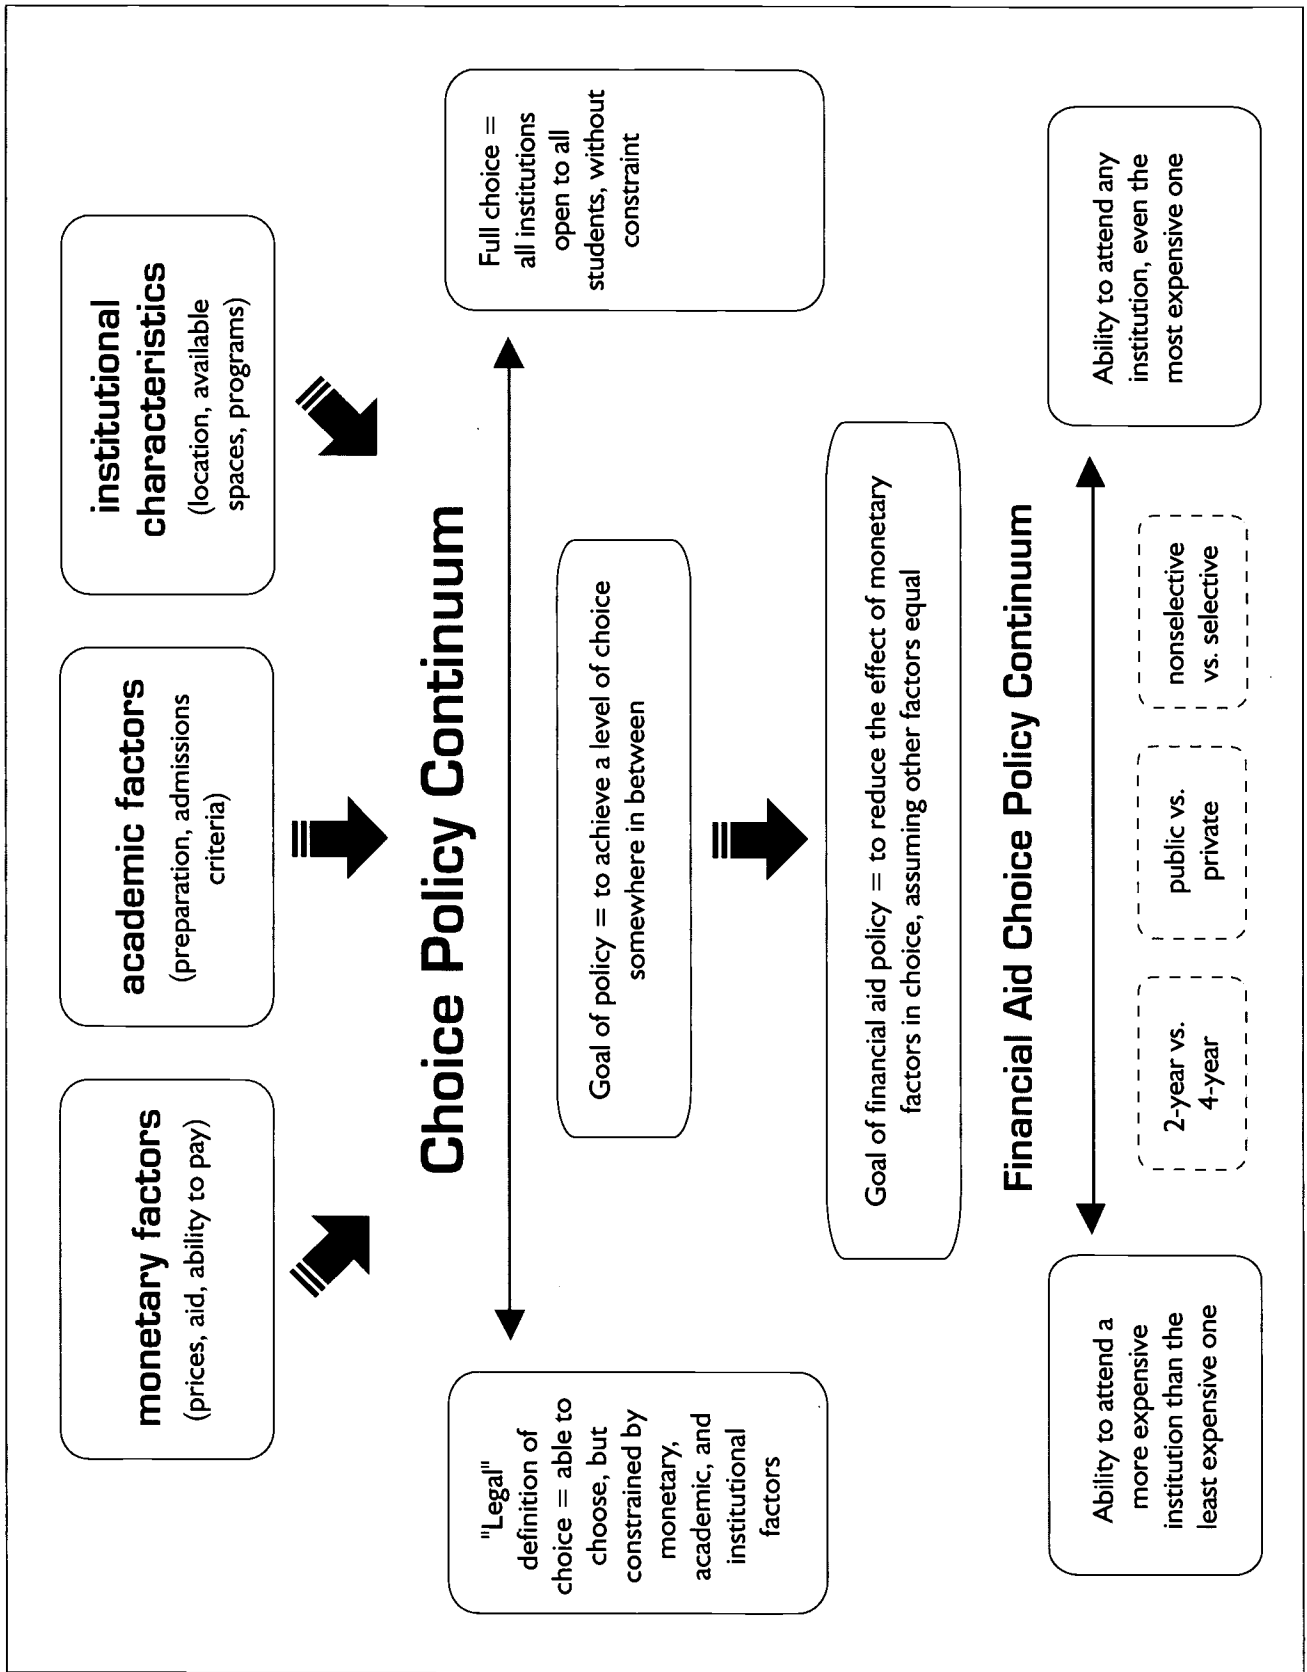 monetary factors
(prices, aid, ability to pay)
academic factors
(preparation, admissions
criteria)
institutional
characteristics
(location, available
spaces, programs)
Choice Policy Continuum
"Legal"
definition of
choice = able to
choose, but
constrained by
monetary,
academic, and
institutional
factors
Goal of policy = to achieve a level of choice
somewhere in between
Full choice =
all institutions
open to all
students, without
constraint
Goal of financial aid policy = to reduce the effect of monetary
factors in choice, assuming other factors equal
Financial Aid Choice Policy Continuum
Ability to attend a
more expensive
institution than the
least expensive one
2-year vs.
4-year
public vs.
private
nonselective
vs. selective
Ability to attend any
institution, even the
most expensive one